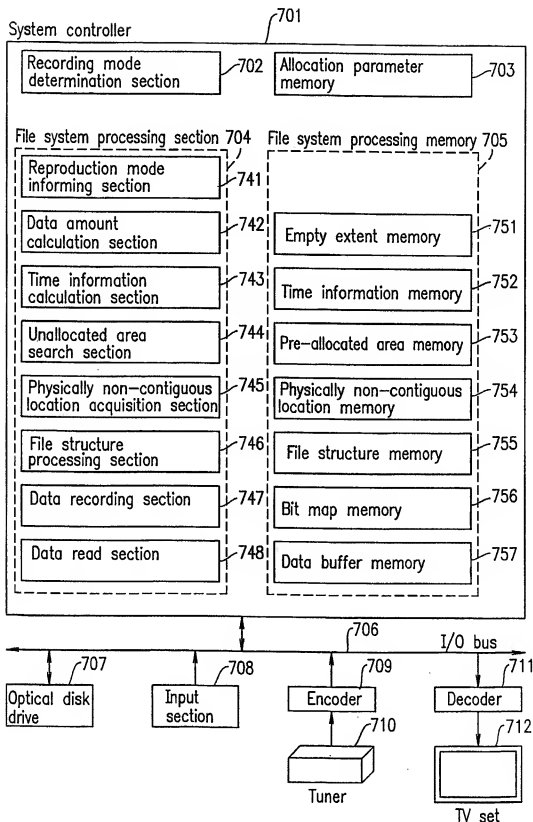 701
System controller
Recording mode
determination section
702
Allocation parameter
memory
703
File system processing section
704
Reproduction mode
informing section
741
Data amount
calculation section
742
Time information
calculation section
743
Unallocated area
search section
744
Physically non-contiguous
location acquisition section
745
File structure
processing section
746
Data recording section
747
Data read section
748
File system processing memory
705
Empty extent memory
751
Time information memory
752
Pre-allocated area memory
753
Physically non-contiguous
location memory
754
File structure memory
755
Bit map memory
756
Data buffer memory
757
706
I/O bus
707
Optical disk
drive
708
Input
section
709
Encoder
710
Tuner
711
Decoder
712
TV set